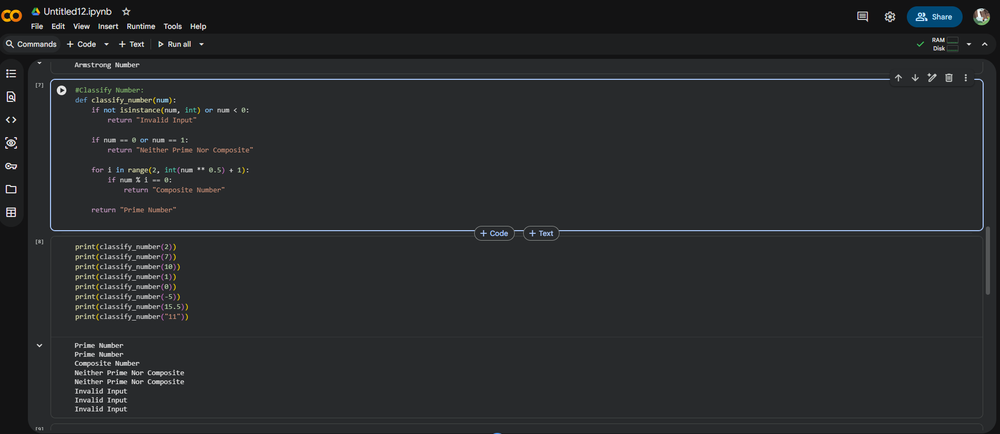 Untitled12.ipynb
File Edit View Insert Runtime Tools Help
Share
Commands + Code + Text Run all
RAM
Disk
Armstrong Number
[7]
#Classify Number:
def classify_number(num):
    if not isinstance(num, int) or num < 0:
        return "Invalid Input"
    if num == 0 or num == 1:
        return "Neither Prime Nor Composite"
    for i in range(2, int(num ** 0.5) + 1):
        if num % i == 0:
            return "Composite Number"
    return "Prime Number"
+ Code + Text
[8]
print(classify_number(2))
print(classify_number(7))
print(classify_number(10))
print(classify_number(1))
print(classify_number(0))
print(classify_number(-5))
print(classify_number(15.5))
print(classify_number("11"))
Prime Number
Prime Number
Composite Number
Neither Prime Nor Composite
Neither Prime Nor Composite
Invalid Input
Invalid Input
Invalid Input
[9]